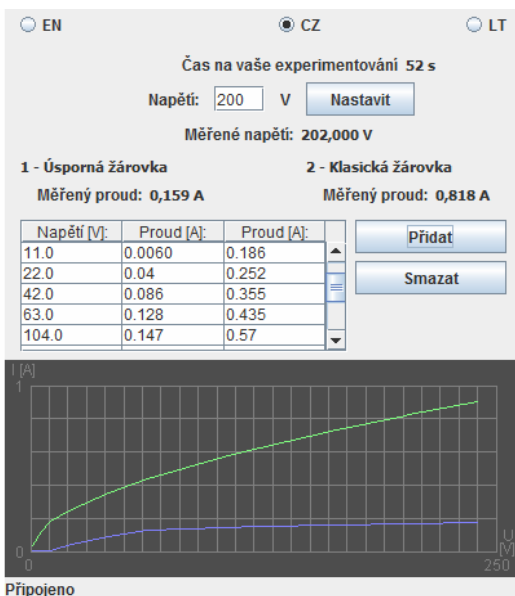 EN CZ LT
Čas na vaše experimentování 52 s
Napětí: 200 V Nastavit
Měřené napětí: 202,000 V
1 - Úsporná žárovka 2 - Klasická žárovka
Měřený proud: 0,159 A Měřený proud: 0,818 A
Napětí [V]: Proud [A]: Proud [A]: Přidat
11.0 0.0060 0.186
22.0 0.04 0.252 Smazat
42.0 0.086 0.355
63.0 0.128 0.435
104.0 0.147 0.57
I [A]
1
0 U
[V]
0 250
Připojeno